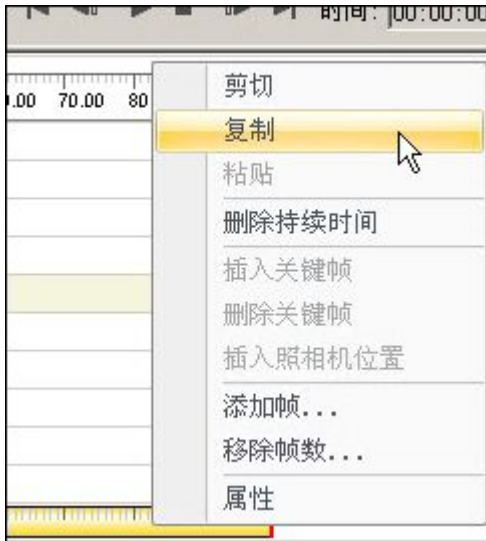 时间: 00:00:00
.00 70.00 80
剪切
复制
粘贴
删除持续时间
插入关键帧
删除关键帧
插入照相机位置
添加帧...
移除帧数...
属性